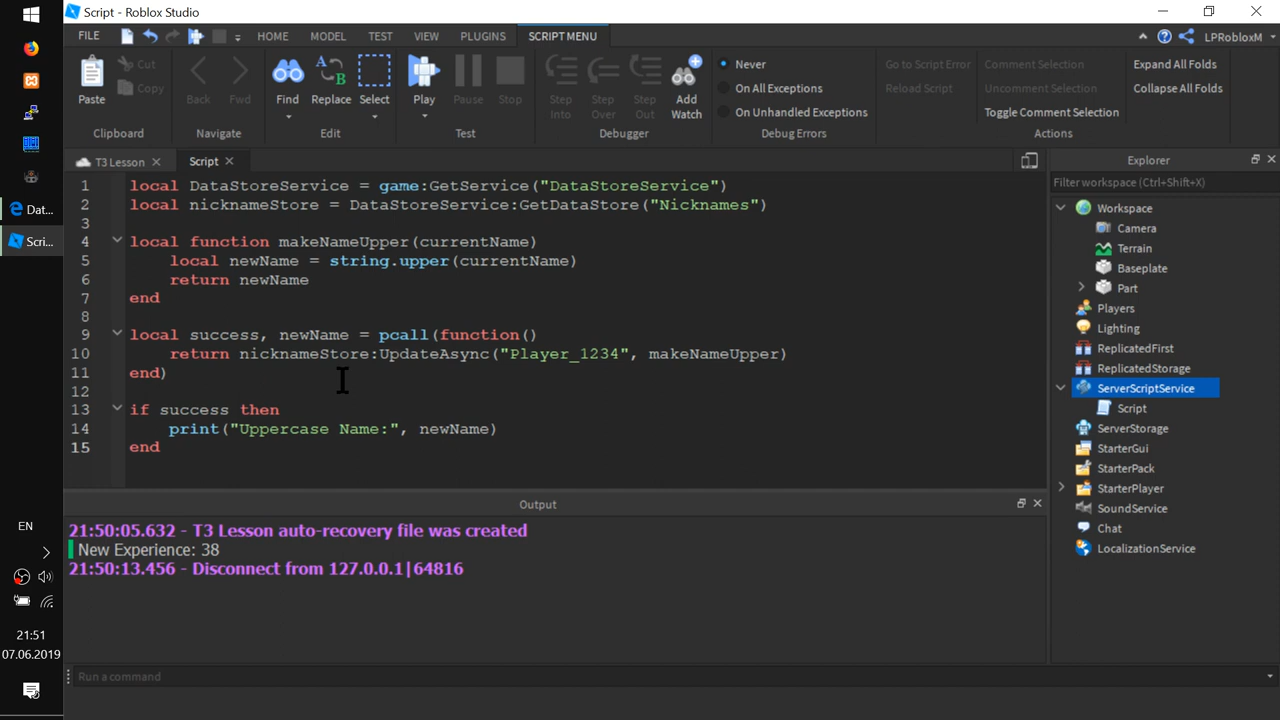 Script - Roblox Studio
FILE HOME MODEL TEST VIEW PLUGINS SCRIPT MENU LPRobloxM
Paste Cut Copy
Clipboard
Back Fwd
Navigate
Find Replace Select
Edit
Play Pause Stop
Test
Step Into Step Over Step Out Add Watch
Debugger
Never
On All Exceptions
On Unhandled Exceptions
Debug Errors
Go to Script Error
Reload Script
Comment Selection
Uncomment Selection
Toggle Comment Selection
Expand All Folds
Collapse All Folds
Actions
T3 Lesson Script
1 local DataStoreService = game:GetService("DataStoreService")
2 local nicknameStore = DataStoreService:GetDataStore("Nicknames")
3
4 local function makeNameUpper(currentName)
5 local newName = string.upper(currentName)
6 return newName
7 end
8
9 local success, newName = pcall(function()
10 return nicknameStore:UpdateAsync("Player_1234", makeNameUpper)
11 end)
12
13 if success then
14 print("Uppercase Name:", newName)
15 end
Output
21:50:05.632 - T3 Lesson auto-recovery file was created
New Experience: 38
21:50:13.456 - Disconnect from 127.0.0.1|64816
Run a command
Explorer
Filter workspace (Ctrl+Shift+X)
Workspace
Camera
Terrain
Baseplate
Part
Players
Lighting
ReplicatedFirst
ReplicatedStorage
ServerScriptService
Script
ServerStorage
StarterGui
StarterPack
StarterPlayer
SoundService
Chat
LocalizationService
Dat...
Scri...
EN
21:51
07.06.2019